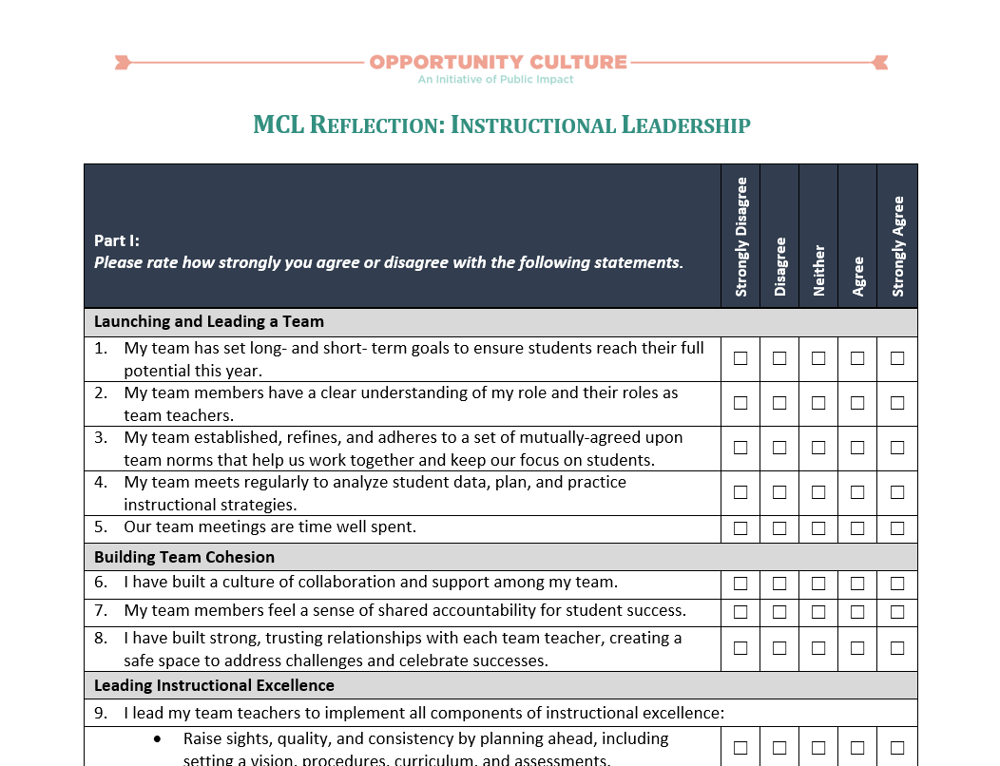 OPPORTUNITY CULTURE
An Initiative of Public Impact
MCL REFLECTION: INSTRUCTIONAL LEADERSHIP
Part I:
Please rate how strongly you agree or disagree with the following statements.
Strongly Disagree
Disagree
Neither
Agree
Strongly Agree
Launching and Leading a Team
1. My team has set long- and short- term goals to ensure students reach their full
potential this year.
2. My team members have a clear understanding of my role and their roles as
team teachers.
3. My team established, refines, and adheres to a set of mutually-agreed upon
team norms that help us work together and keep our focus on students.
4. My team meets regularly to analyze student data, plan, and practice
instructional strategies.
5. Our team meetings are time well spent.
Building Team Cohesion
6. I have built a culture of collaboration and support among my team.
7. My team members feel a sense of shared accountability for student success.
8. I have built strong, trusting relationships with each team teacher, creating a
safe space to address challenges and celebrate successes.
Leading Instructional Excellence
9. I lead my team teachers to implement all components of instructional excellence:
• Raise sights, quality, and consistency by planning ahead, including
setting a vision, procedures, curriculum, and assessments.